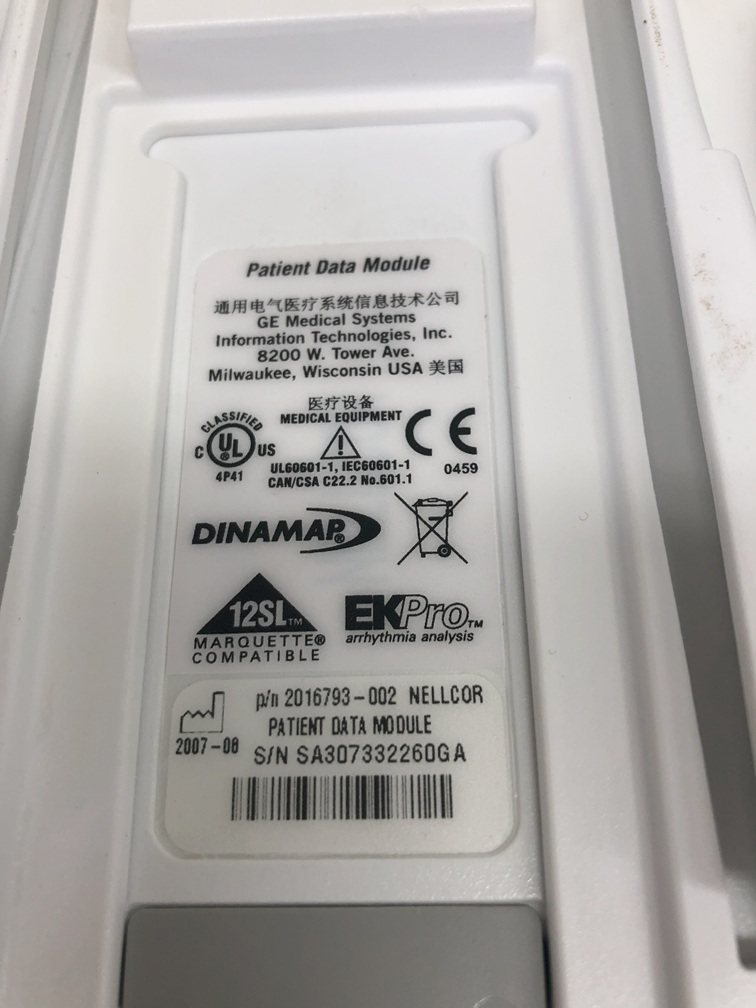 Patient Data Module
通用电气医疗系统信息技术公司
GE Medical Systems
Information Technologies, Inc.
8200 W. Tower Ave.
Milwaukee, Wisconsin USA 美国
医疗设备
MEDICAL EQUIPMENT
CLASSIFIED
C UL® US
4P41
UL60601-1, IEC60601-1
CAN/CSA C22.2 No.601.1
CE
0459
DINAMAP®
12SL™
MARQUETTE®
COMPATIBLE
EKPro™
arrhythmia analysis
p/n 2016793-002 NELLCOR
PATIENT DATA MODULE
2007-08
S/N SA307332260GA